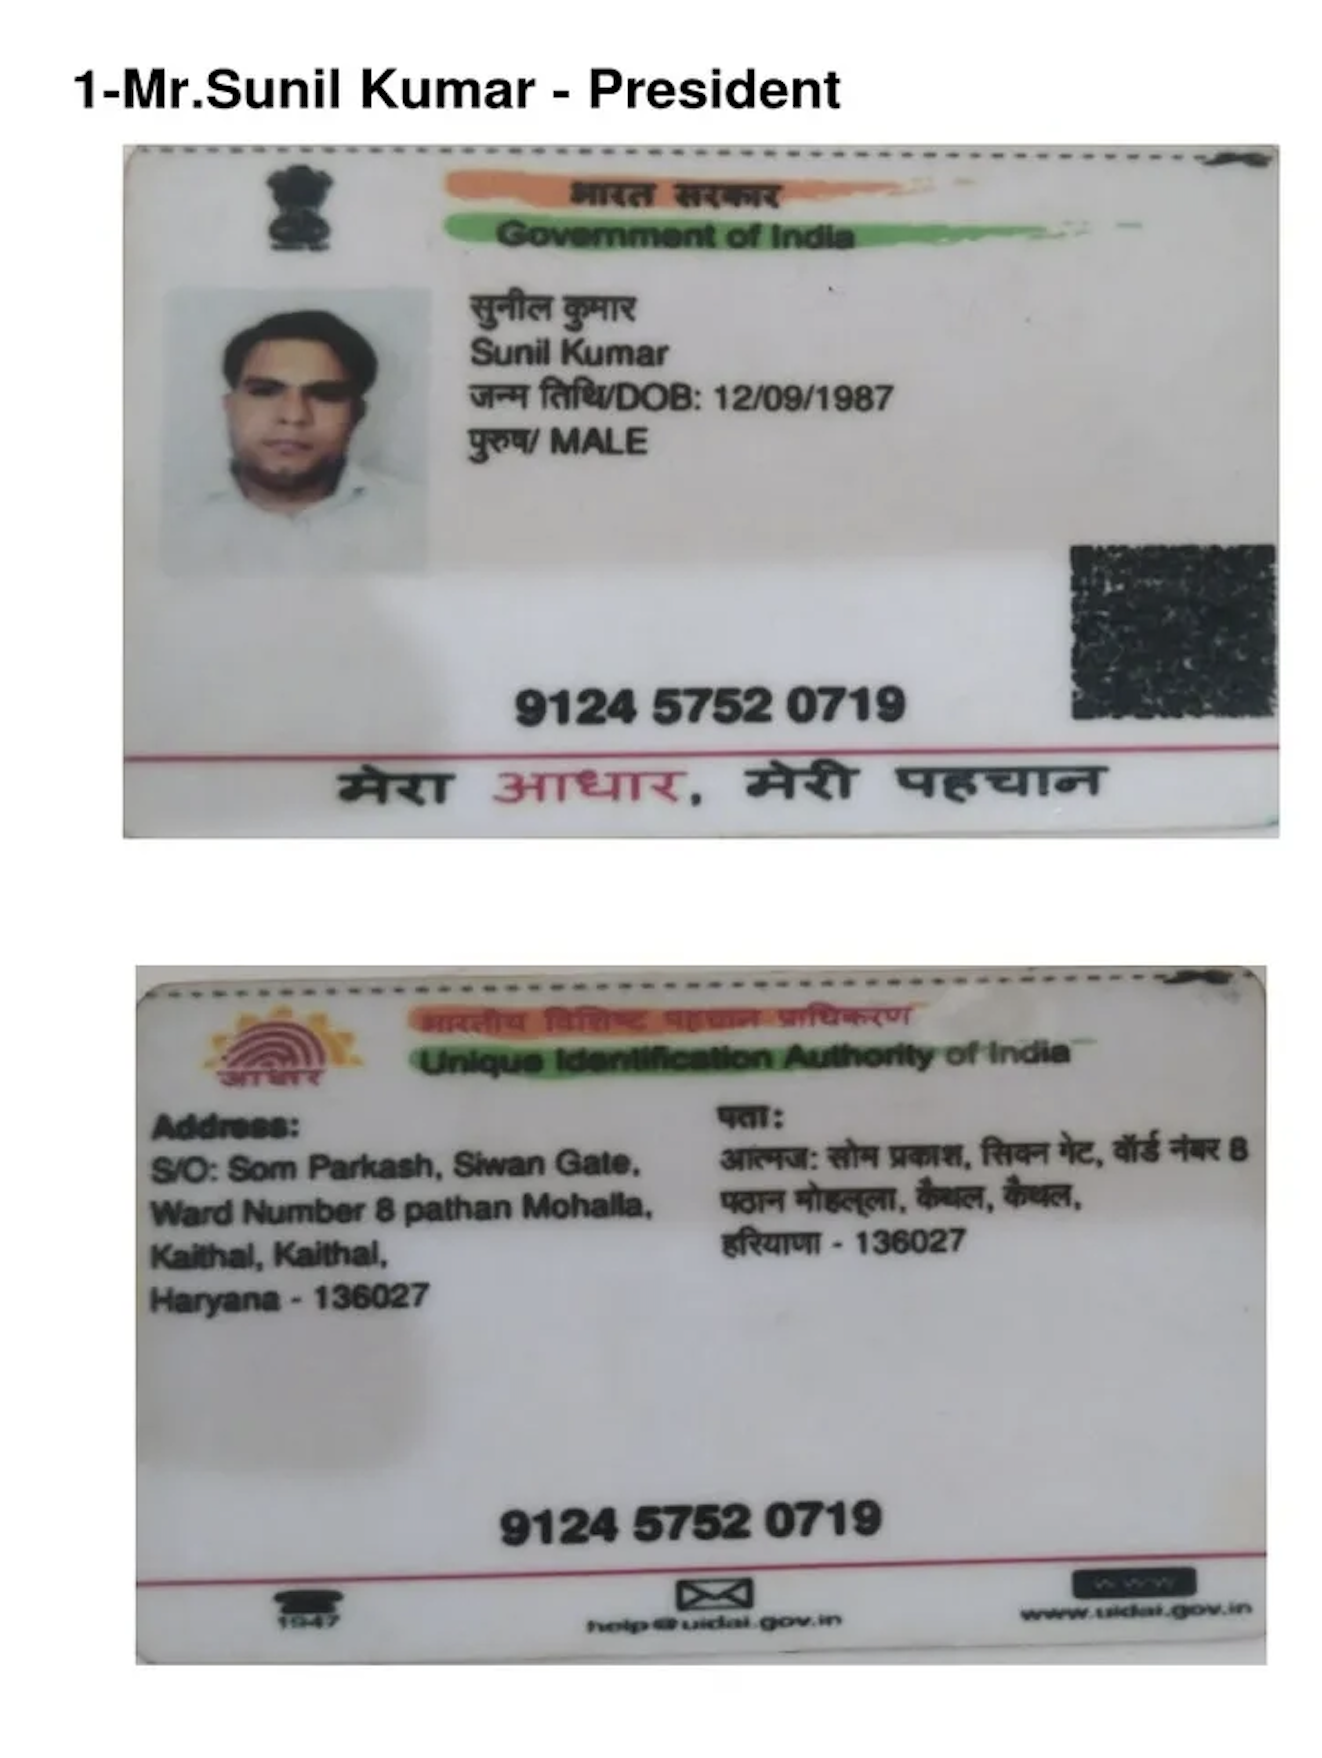 1-Mr.Sunil Kumar - President
भारत सरकार
Government of India
सुनील कुमार
Sunil Kumar
जन्म तिथि/DOB: 12/09/1987
पुरुष/ MALE
9124 5752 0719
मेरा आधार, मेरी पहचान
भारतीय विशिष्ट पहचान प्राधिकरण
Unique Identification Authority of India
आधार
Address:
S/O: Som Parkash, Siwan Gate,
Ward Number 8 pathan Mohalla,
Kaithal, Kaithal,
Haryana - 136027
पता:
आत्मज: सोम प्रकाश, सिवन गेट, वॉर्ड नंबर 8
पठान मोहल्ला, कैथल, कैथल,
हरियाणा - 136027
9124 5752 0719
1947
help@uidai.gov.in
www
www.uidai.gov.in